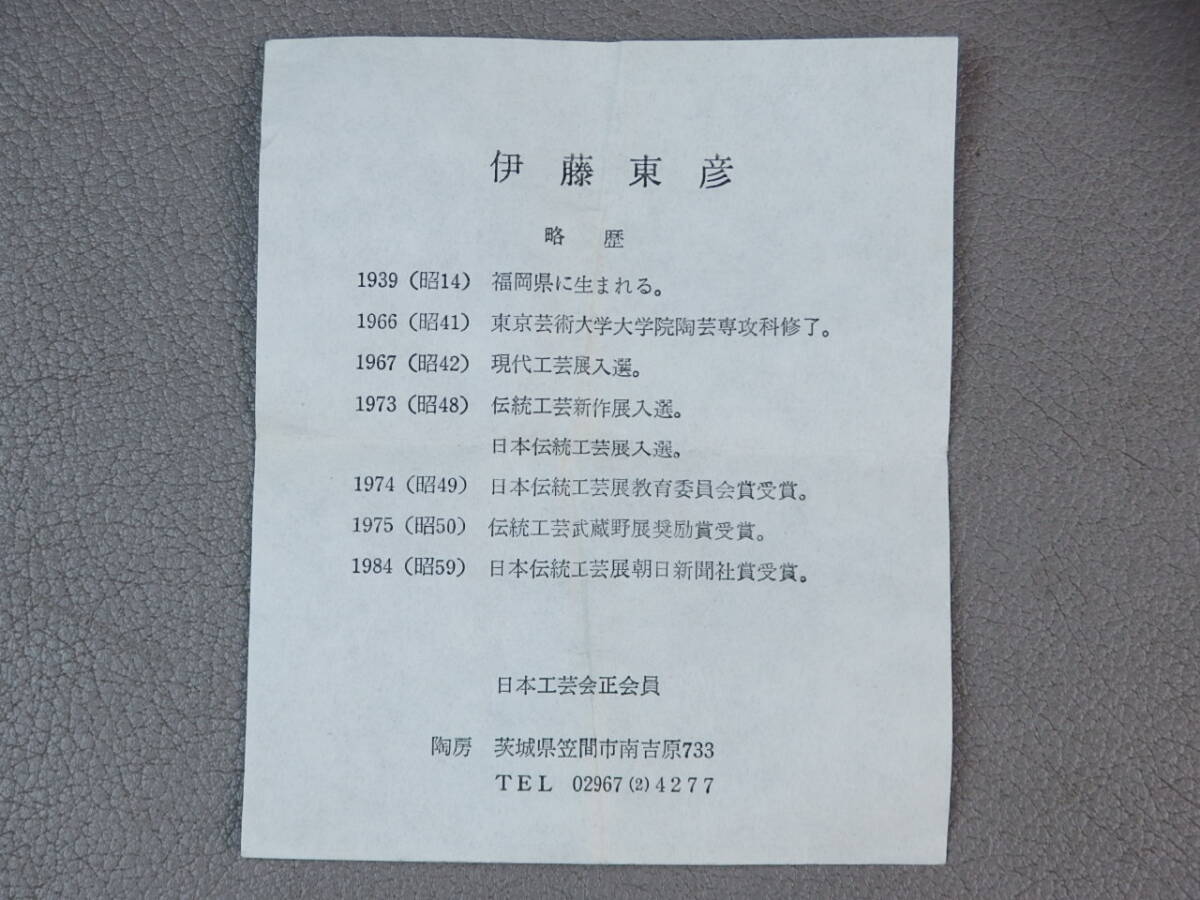 伊藤東彦
略歴
1939（昭14） 福岡県に生まれる。
1966（昭41） 東京芸術大学大学院陶芸専攻科修了。
1967（昭42） 現代工芸展入選。
1973（昭48） 伝統工芸新作展入選。
日本伝統工芸展入選。
1974（昭49） 日本伝統工芸展教育委員会賞受賞。
1975（昭50） 伝統工芸武蔵野展奨励賞受賞。
1984（昭59） 日本伝統工芸展朝日新聞社賞受賞。
日本工芸会正会員
陶房 茨城県笠間市南吉原733
TEL 02967(2)4277